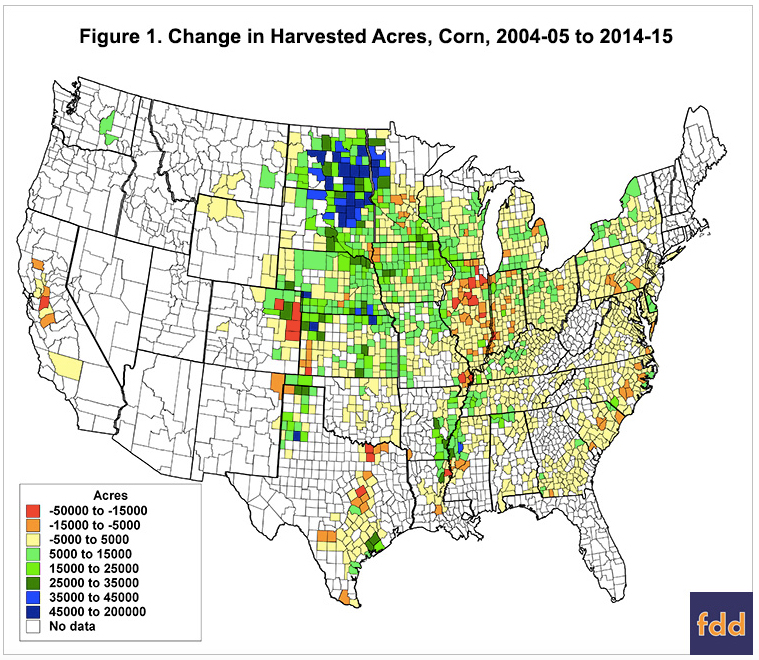 Figure 1. Change in Harvested Acres, Corn, 2004-05 to 2014-15
Acres
-50000 to -15000
-15000 to -5000
-5000 to 5000
5000 to 15000
15000 to 25000
25000 to 35000
35000 to 45000
45000 to 200000
No data
fdd